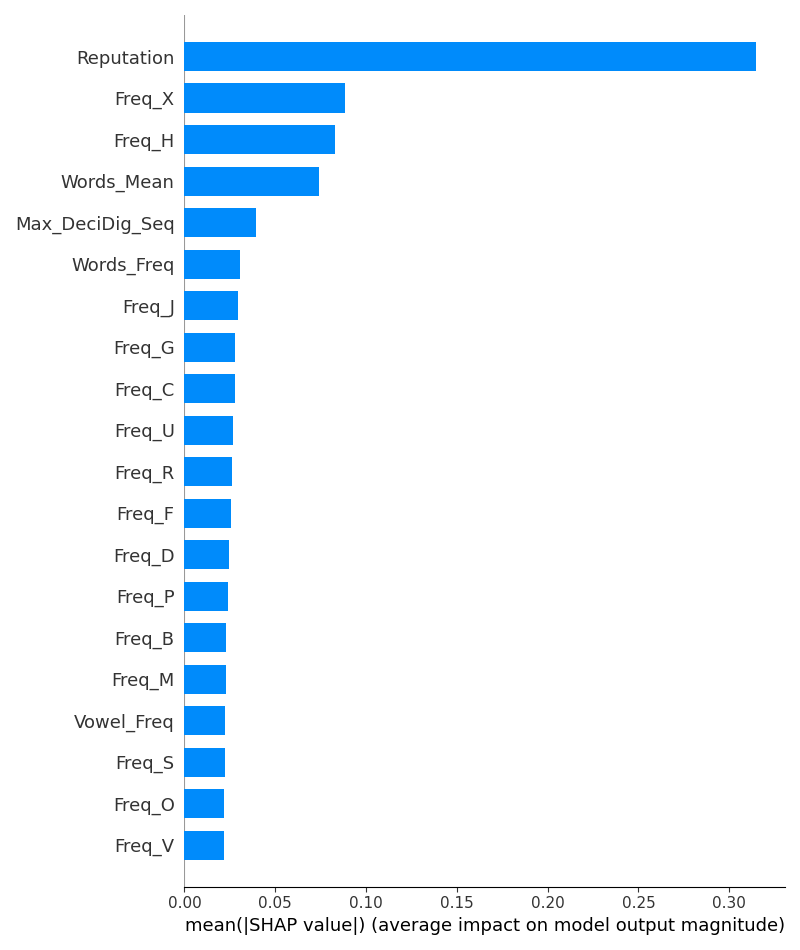 Reputation
Freq_X
Freq_H
Words_Mean
Max_DeciDig_Seq
Words_Freq
Freq_J
Freq_G
Freq_C
Freq_U
Freq_R
Freq_F
Freq_D
Freq_P
Freq_B
Freq_M
Vowel_Freq
Freq_S
Freq_O
Freq_V
0.00 0.05 0.10 0.15 0.20 0.25 0.30
mean(|SHAP value|) (average impact on model output magnitude)